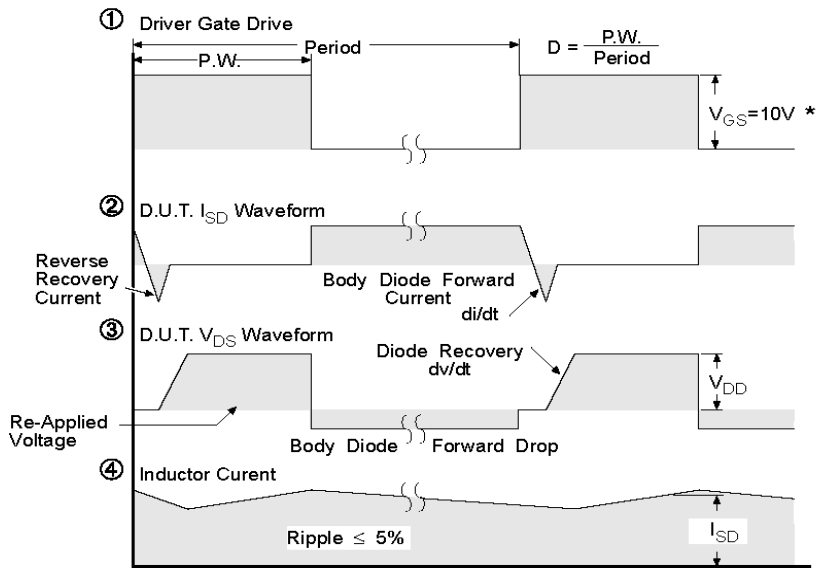 ① Driver Gate Drive
Period
P.W.
D = P.W. / Period
V_GS=10V *
② D.U.T. I_SD Waveform
Reverse
Recovery
Current
Body Diode Forward
Current
di/dt
③ D.U.T. V_DS Waveform
Diode Recovery
dv/dt
V_DD
Re-Applied
Voltage
Body Diode Forward Drop
④ Inductor Curent
Ripple ≤ 5%
I_SD